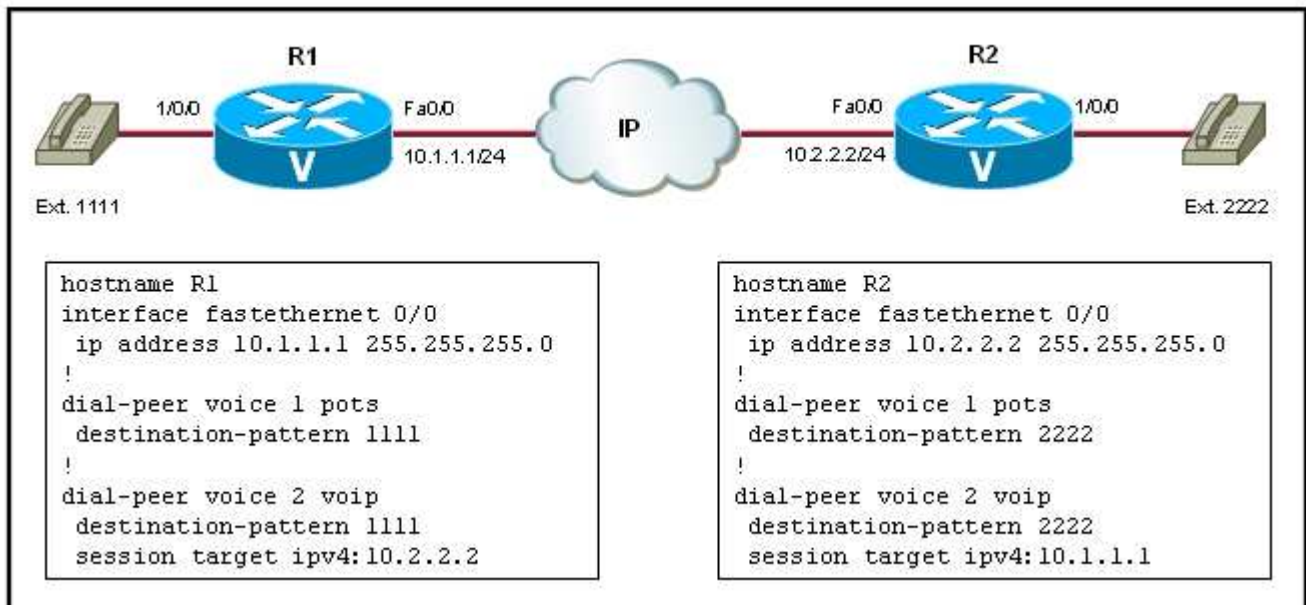 R1
R2
1/0/0
Fa0/0
IP
Fa0/0
1/0/0
V
10.1.1.1/24
10.2.2.2/24
V
Ext. 1111
Ext. 2222
hostname R1
interface fastethernet 0/0
ip address 10.1.1.1 255.255.255.0
!
dial-peer voice 1 pots
destination-pattern 1111
!
dial-peer voice 2 voip
destination-pattern 1111
session target ipv4:10.2.2.2
hostname R2
interface fastethernet 0/0
ip address 10.2.2.2 255.255.255.0
!
dial-peer voice 1 pots
destination-pattern 2222
!
dial-peer voice 2 voip
destination-pattern 2222
session target ipv4:10.1.1.1